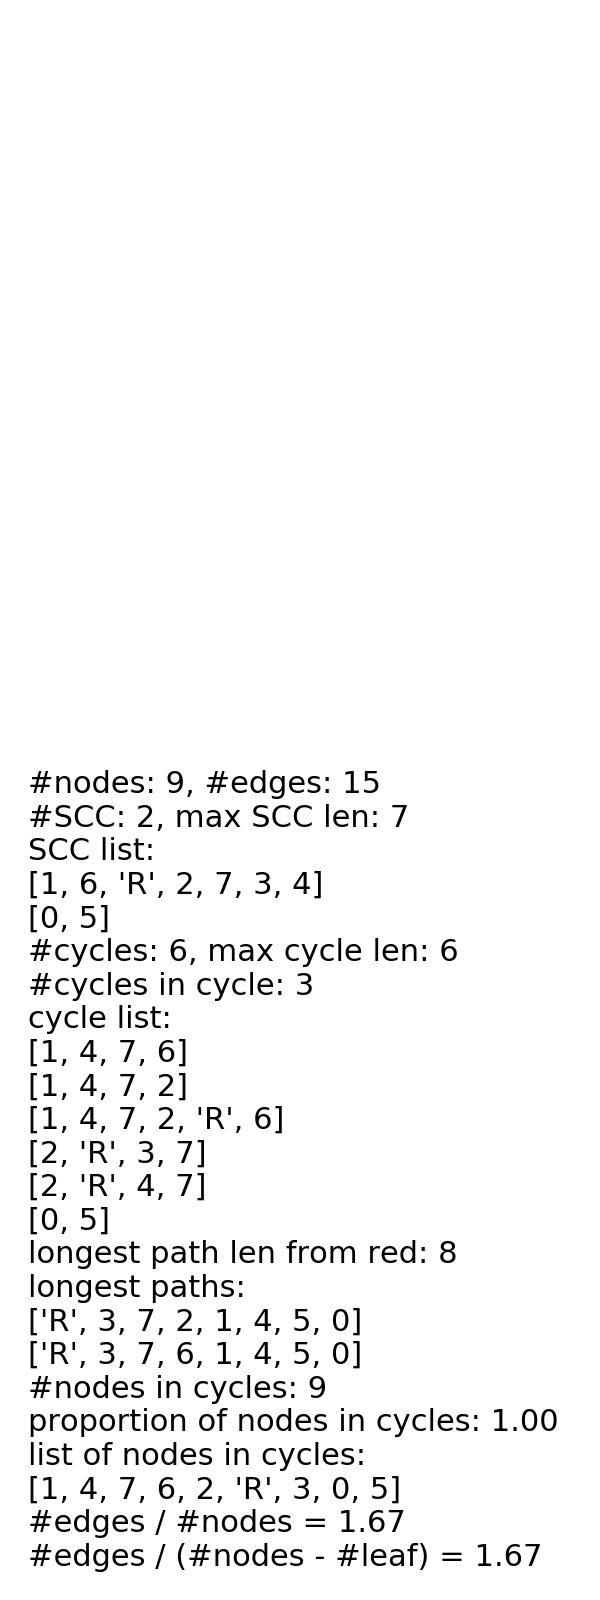 #nodes: 9, #edges: 15
#SCC: 2, max SCC len: 7
SCC list:
[1, 6, 'R', 2, 7, 3, 4]
[0, 5]
#cycles: 6, max cycle len: 6
#cycles in cycle: 3
cycle list:
[1, 4, 7, 6]
[1, 4, 7, 2]
[1, 4, 7, 2, 'R', 6]
[2, 'R', 3, 7]
[2, 'R', 4, 7]
[0, 5]
longest path len from red: 8
longest paths:
['R', 3, 7, 2, 1, 4, 5, 0]
['R', 3, 7, 6, 1, 4, 5, 0]
#nodes in cycles: 9
proportion of nodes in cycles: 1.00
list of nodes in cycles:
[1, 4, 7, 6, 2, 'R', 3, 0, 5]
#edges / #nodes = 1.67
#edges / (#nodes - #leaf) = 1.67